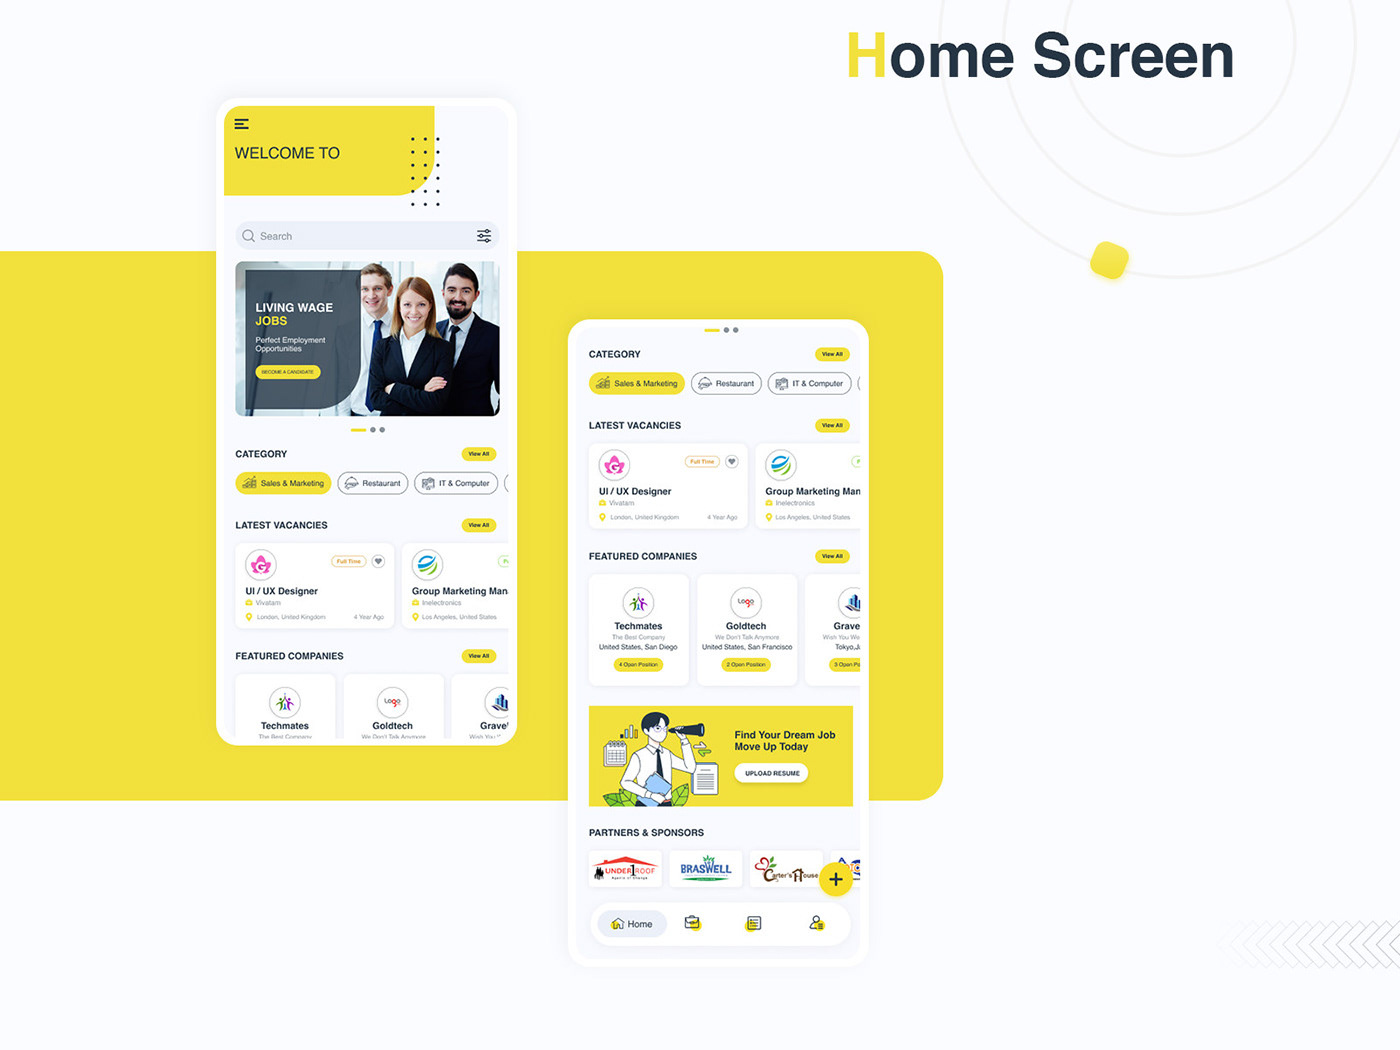 Home Screen
WELCOME TO
Search
LIVING WAGE
JOBS
Perfect Employment
Opportunities
BECOME A CANDIDATE
CATEGORY
View All
Sales & Marketing
Restaurant
IT & Computer
LATEST VACANCIES
View All
Full Time
UI / UX Designer
Vivatam
London, United Kingdom
4 Year Ago
Group Marketing Man
Inelectronics
Los Angeles, United States
FEATURED COMPANIES
View All
Techmates
The Best Company
Logo
Goldtech
We Don't Talk Anymore
Grave
Wish You W
CATEGORY
View All
Sales & Marketing
Restaurant
IT & Computer
LATEST VACANCIES
View All
Full Time
UI / UX Designer
Vivatam
London, United Kingdom
4 Year Ago
Group Marketing Man
Inelectronics
Los Angeles, United States
FEATURED COMPANIES
View All
Techmates
The Best Company
United States, San Diego
4 Open Position
Logo
Goldtech
We Don't Talk Anymore
United States, San Francisco
2 Open Position
Grave
Wish You We
Tokyo,J
3 Open Po
Find Your Dream Job
Move Up Today
UPLOAD RESUME
PARTNERS & SPONSORS
UNDER 1 ROOF
BRASWELL
Carter's House
Home